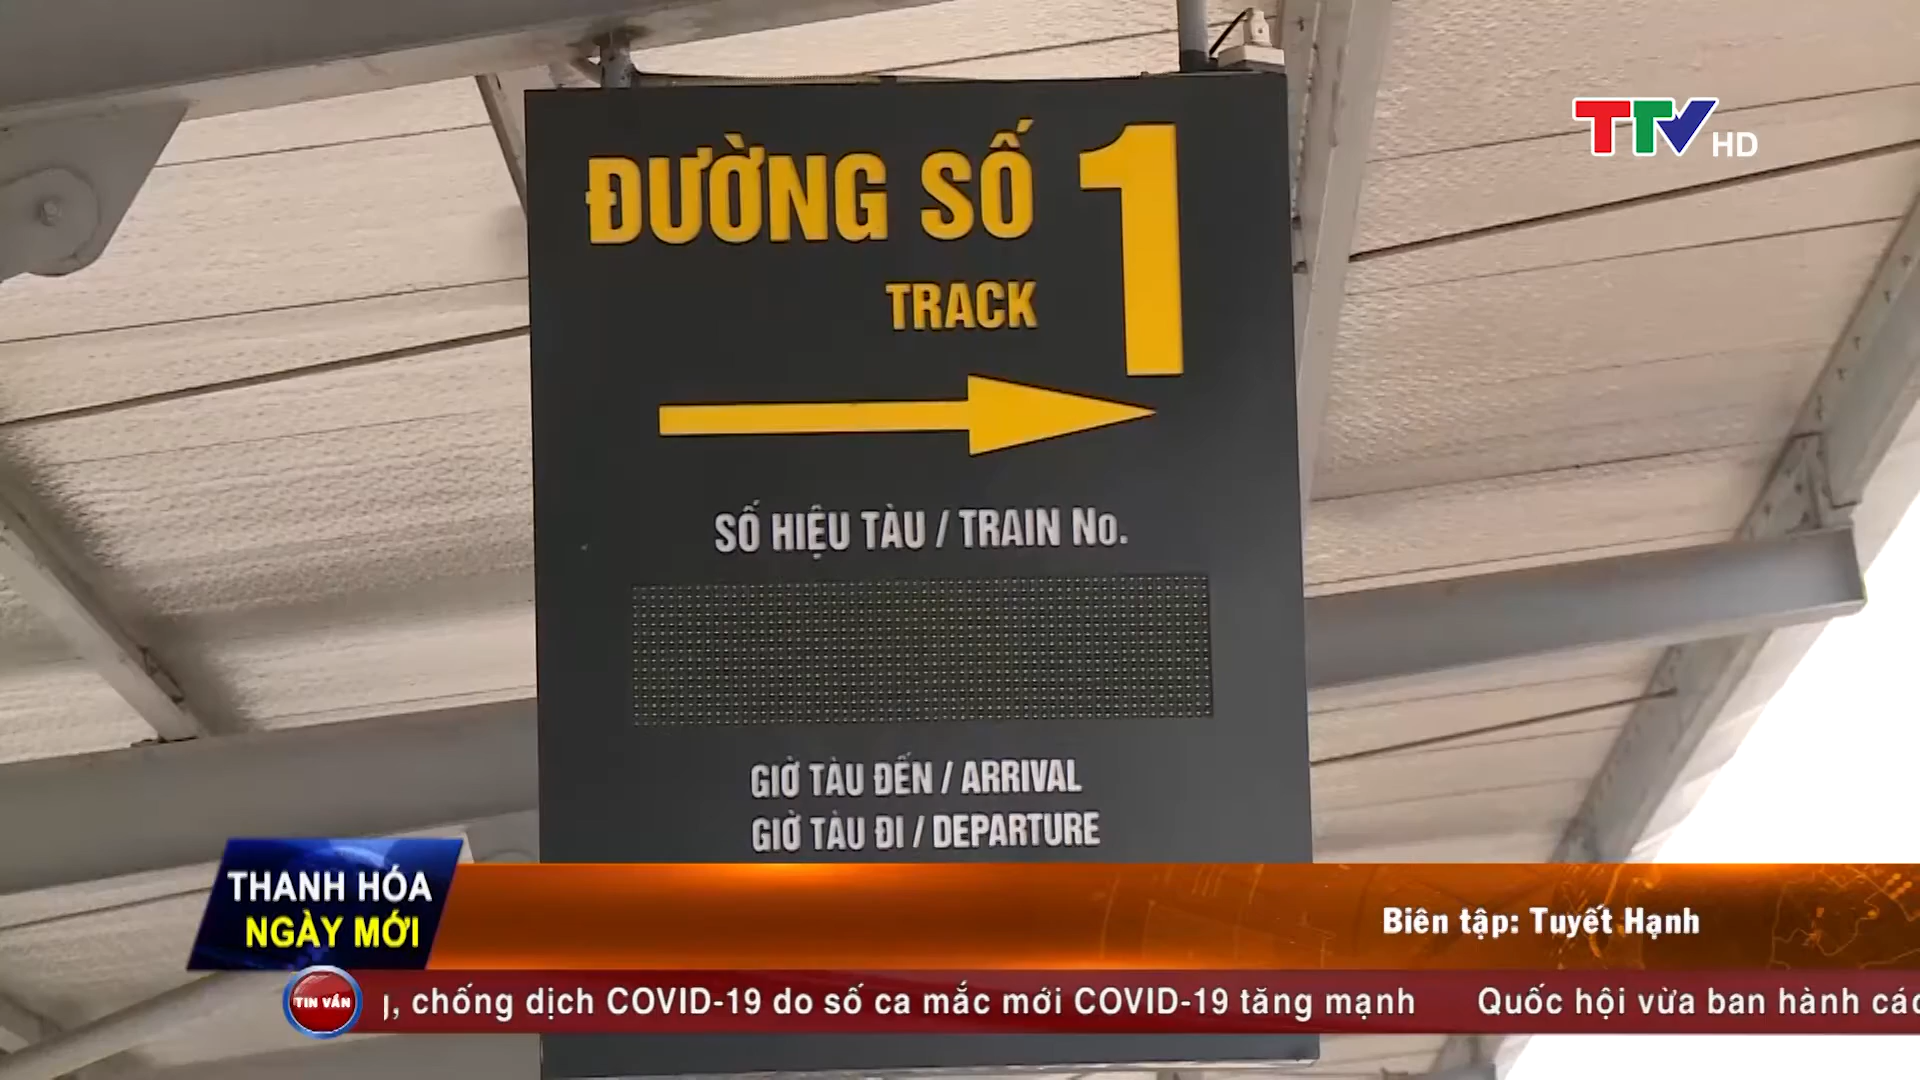 TTV HD
ĐƯỜNG SỐ 1
TRACK
SỐ HIỆU TÀU / TRAIN No.
GIỜ TÀU ĐẾN / ARRIVAL
GIỜ TÀU ĐI / DEPARTURE
THANH HÓA
NGÀY MỚI
Biên tập: Tuyết Hạnh
TIN VẮN
, chống dịch COVID-19 do số ca mắc mới COVID-19 tăng mạnh
Quốc hội vừa ban hành